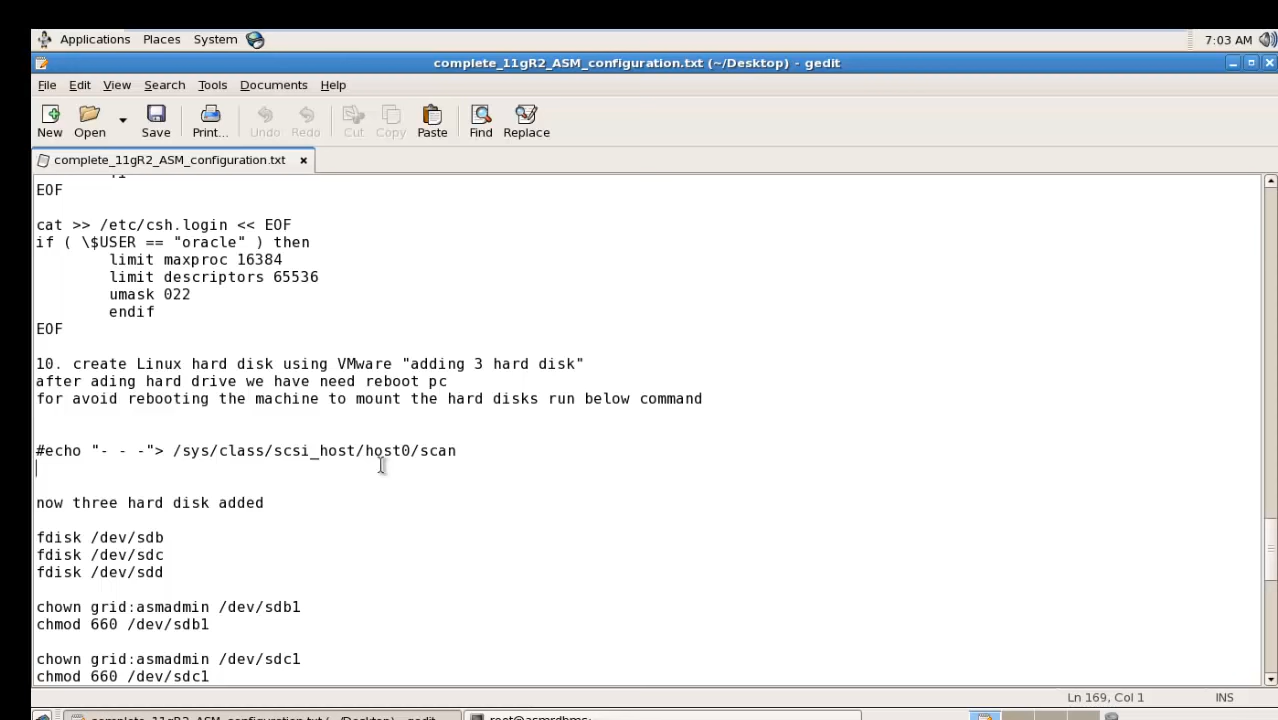 Applications Places System 7:03 AM
complete_11gR2_ASM_configuration.txt (~/Desktop) - gedit
File Edit View Search Tools Documents Help
New Open Save Print... Undo Redo Cut Copy Paste Find Replace
complete_11gR2_ASM_configuration.txt
EOF
cat >> /etc/csh.login << EOF
if ( \$USER == "oracle" ) then
limit maxproc 16384
limit descriptors 65536
umask 022
endif
EOF
10. create Linux hard disk using VMware "adding 3 hard disk"
after ading hard drive we have need reboot pc
for avoid rebooting the machine to mount the hard disks run below command
#echo "- - -"> /sys/class/scsi_host/host0/scan
now three hard disk added
fdisk /dev/sdb
fdisk /dev/sdc
fdisk /dev/sdd
chown grid:asmadmin /dev/sdb1
chmod 660 /dev/sdb1
chown grid:asmadmin /dev/sdc1
chmod 660 /dev/sdc1
Ln 169, Col 1 INS
complete_11gR2_ASM_configuration.txt (~/Desktop) - gedit root@asmrdbms: